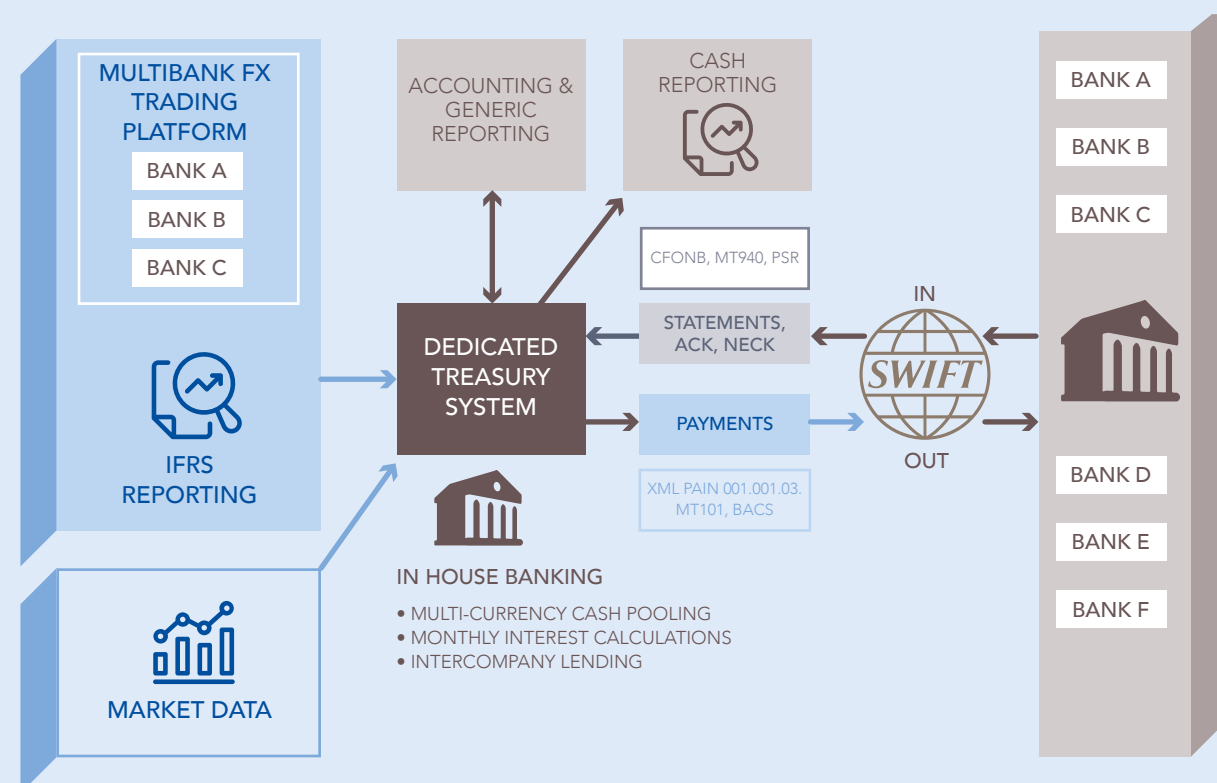 MULTIBANK FX
TRADING
PLATFORM
BANK A
BANK B
BANK C
IFRS
REPORTING
MARKET DATA
ACCOUNTING &
GENERIC
REPORTING
CASH
REPORTING
CFONB, MT940, PSR
STATEMENTS,
ACK, NECK
DEDICATED
TREASURY
SYSTEM
PAYMENTS
XML PAIN 001.001.03.
MT101, BACS
IN HOUSE BANKING
• MULTI-CURRENCY CASH POOLING
• MONTHLY INTEREST CALCULATIONS
• INTERCOMPANY LENDING
IN
SWIFT
OUT
BANK A
BANK B
BANK C
BANK D
BANK E
BANK F